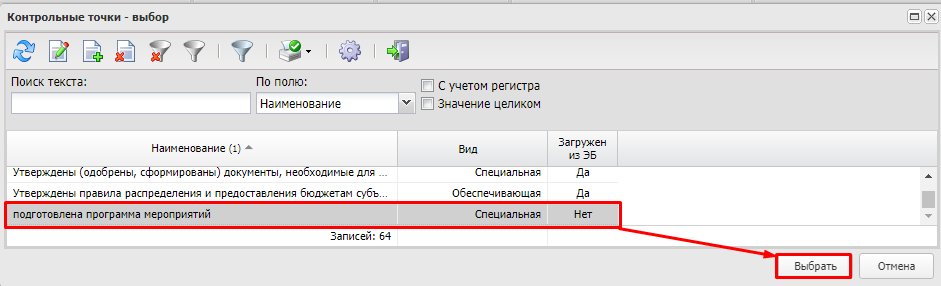 Контрольные точки - выбор
Поиск текста:
По полю:
С учетом регистра
Наименование
Значение целиком
Наименование (1)
Вид
Загружен из ЭБ
Утверждены (одобрены, сформированы) документы, необходимые для ... Специальная Да
Утверждены правила распределения и предоставления бюджетам субъ... Обеспечивающая Да
подготовлена программа мероприятий Специальная Нет
Записей: 64
Выбрать
Отмена